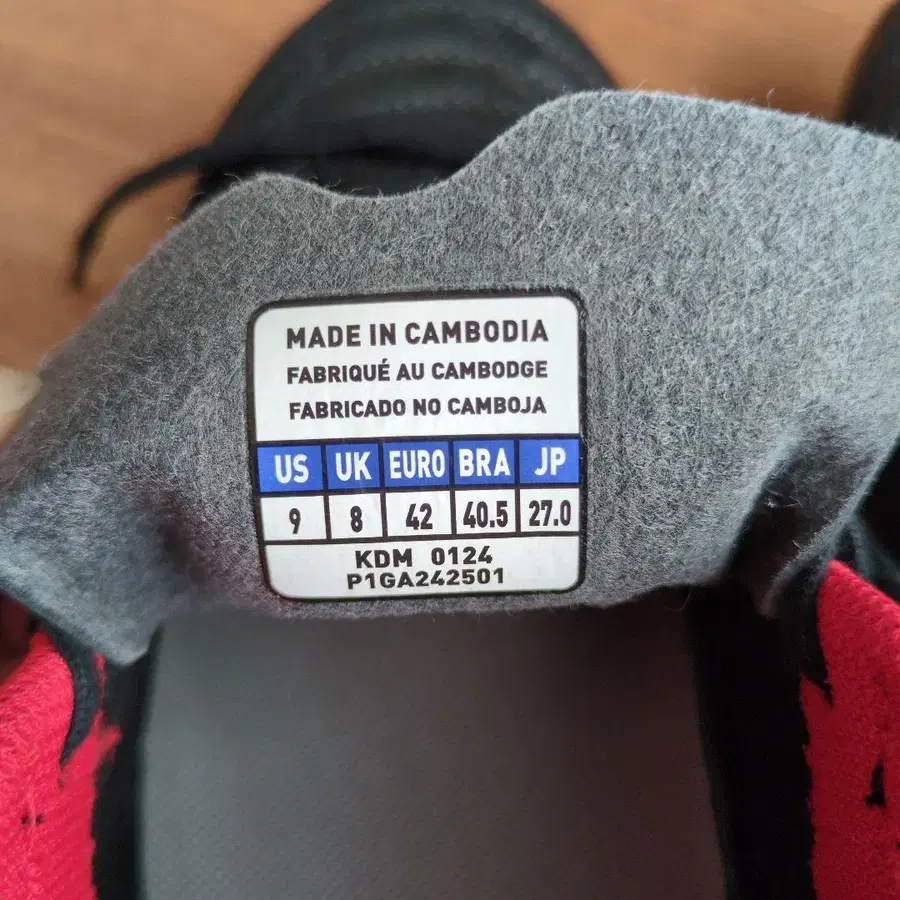 MADE IN CAMBODIA
FABRIQUÉ AU CAMBODGE
FABRICADO NO CAMBOJA
US UK EURO BRA JP
9 8 42 40.5 27.0
KDM 0124
P1GA242501